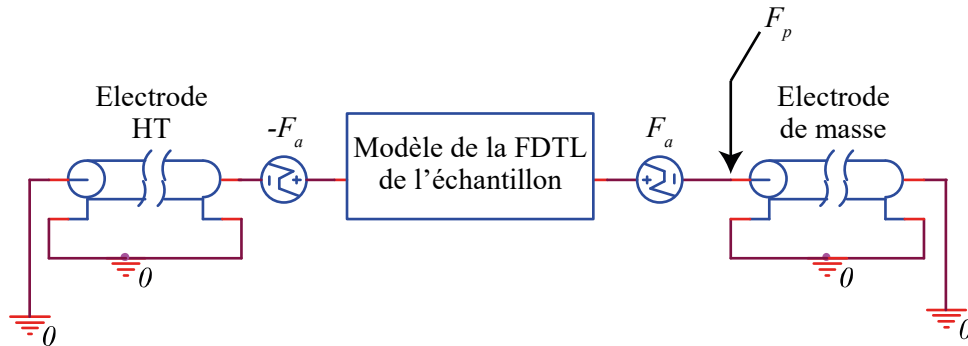 F_p
Electrode
HT
-F_a
Modèle de la FDTL
de l'échantillon
F_a
Electrode
de masse
0
0
0
0